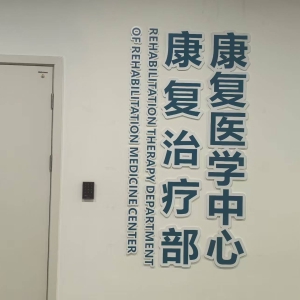 康复医学中心
康复治疗部
REHABILITATION THERAPY DEPARTMENT
OF REHABILITATION MEDICINE CENTER